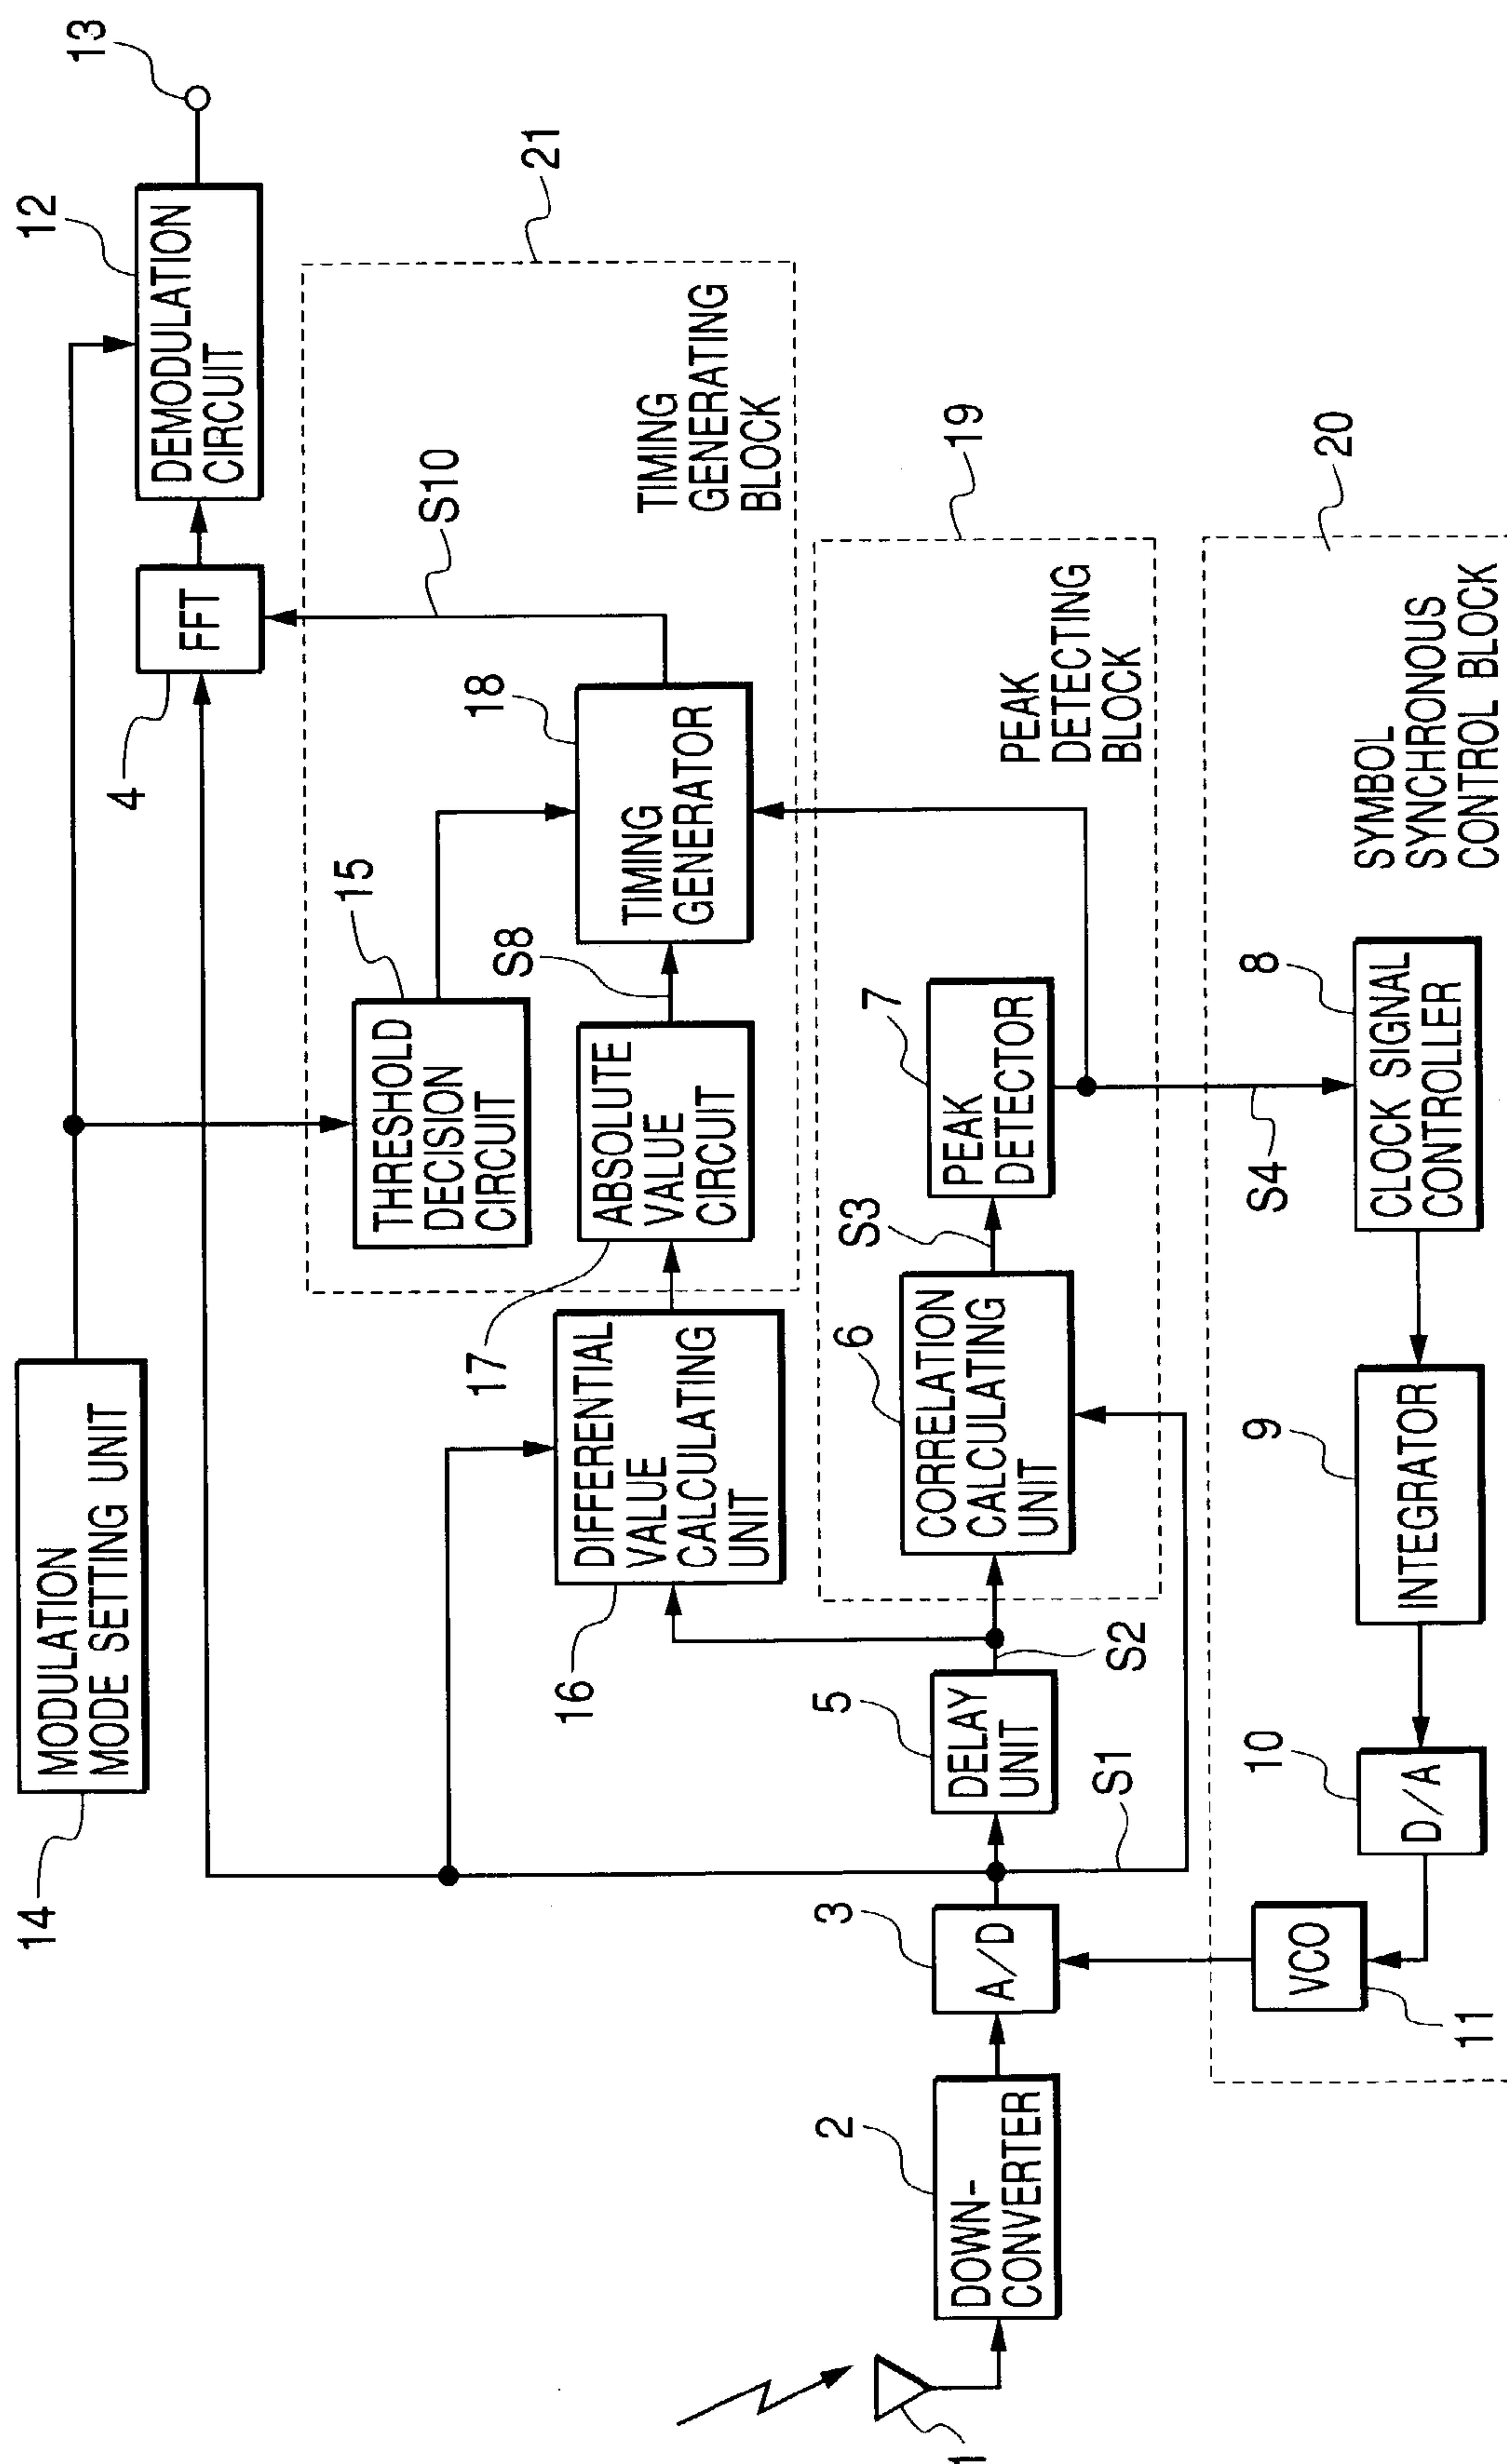 14
MODULATION
MODE SETTING UNIT
12
13
DEMODULATION
CIRCUIT
4
FFT
S10
21
15
THRESHOLD
DECISION
CIRCUIT
18
TIMING
GENERATOR
TIMING
GENERATING
BLOCK
S8
17
ABSOLUTE
VALUE
CIRCUIT
16
DIFFERENTIAL
VALUE
CALCULATING
UNIT
1
2
DOWN-
CONVERTER
3
A/D
5
DELAY
UNIT
S1
S2
6
CORRELATION
CALCULATING
UNIT
S3
7
PEAK
DETECTOR
PEAK
DETECTING
BLOCK
19
S4
11
VCO
10
D/A
9
INTEGRATOR
8
CLOCK SIGNAL
CONTROLLER
SYMBOL
SYNCHRONOUS
CONTROL BLOCK
20